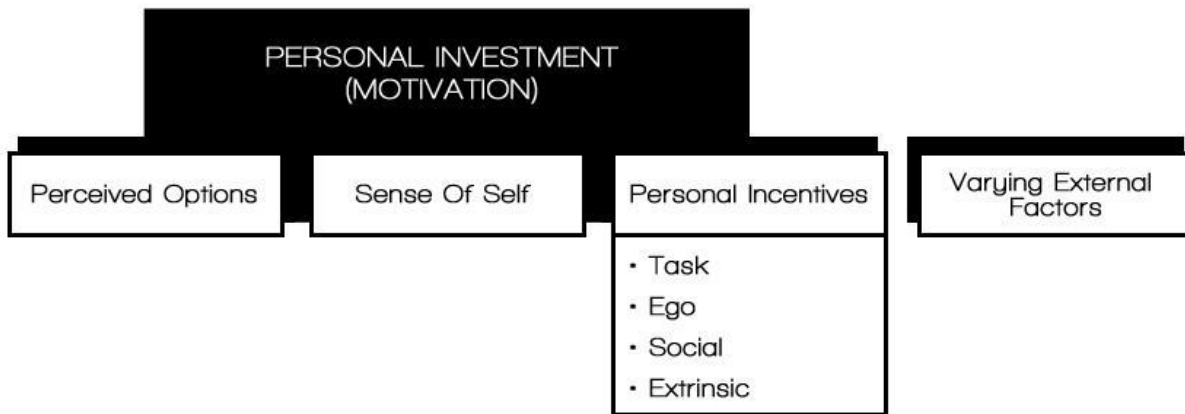 PERSONAL INVESTMENT
(MOTIVATION)
Perceived Options
Sense Of Self
Personal Incentives
Varying External
Factors
· Task
· Ego
· Social
· Extrinsic